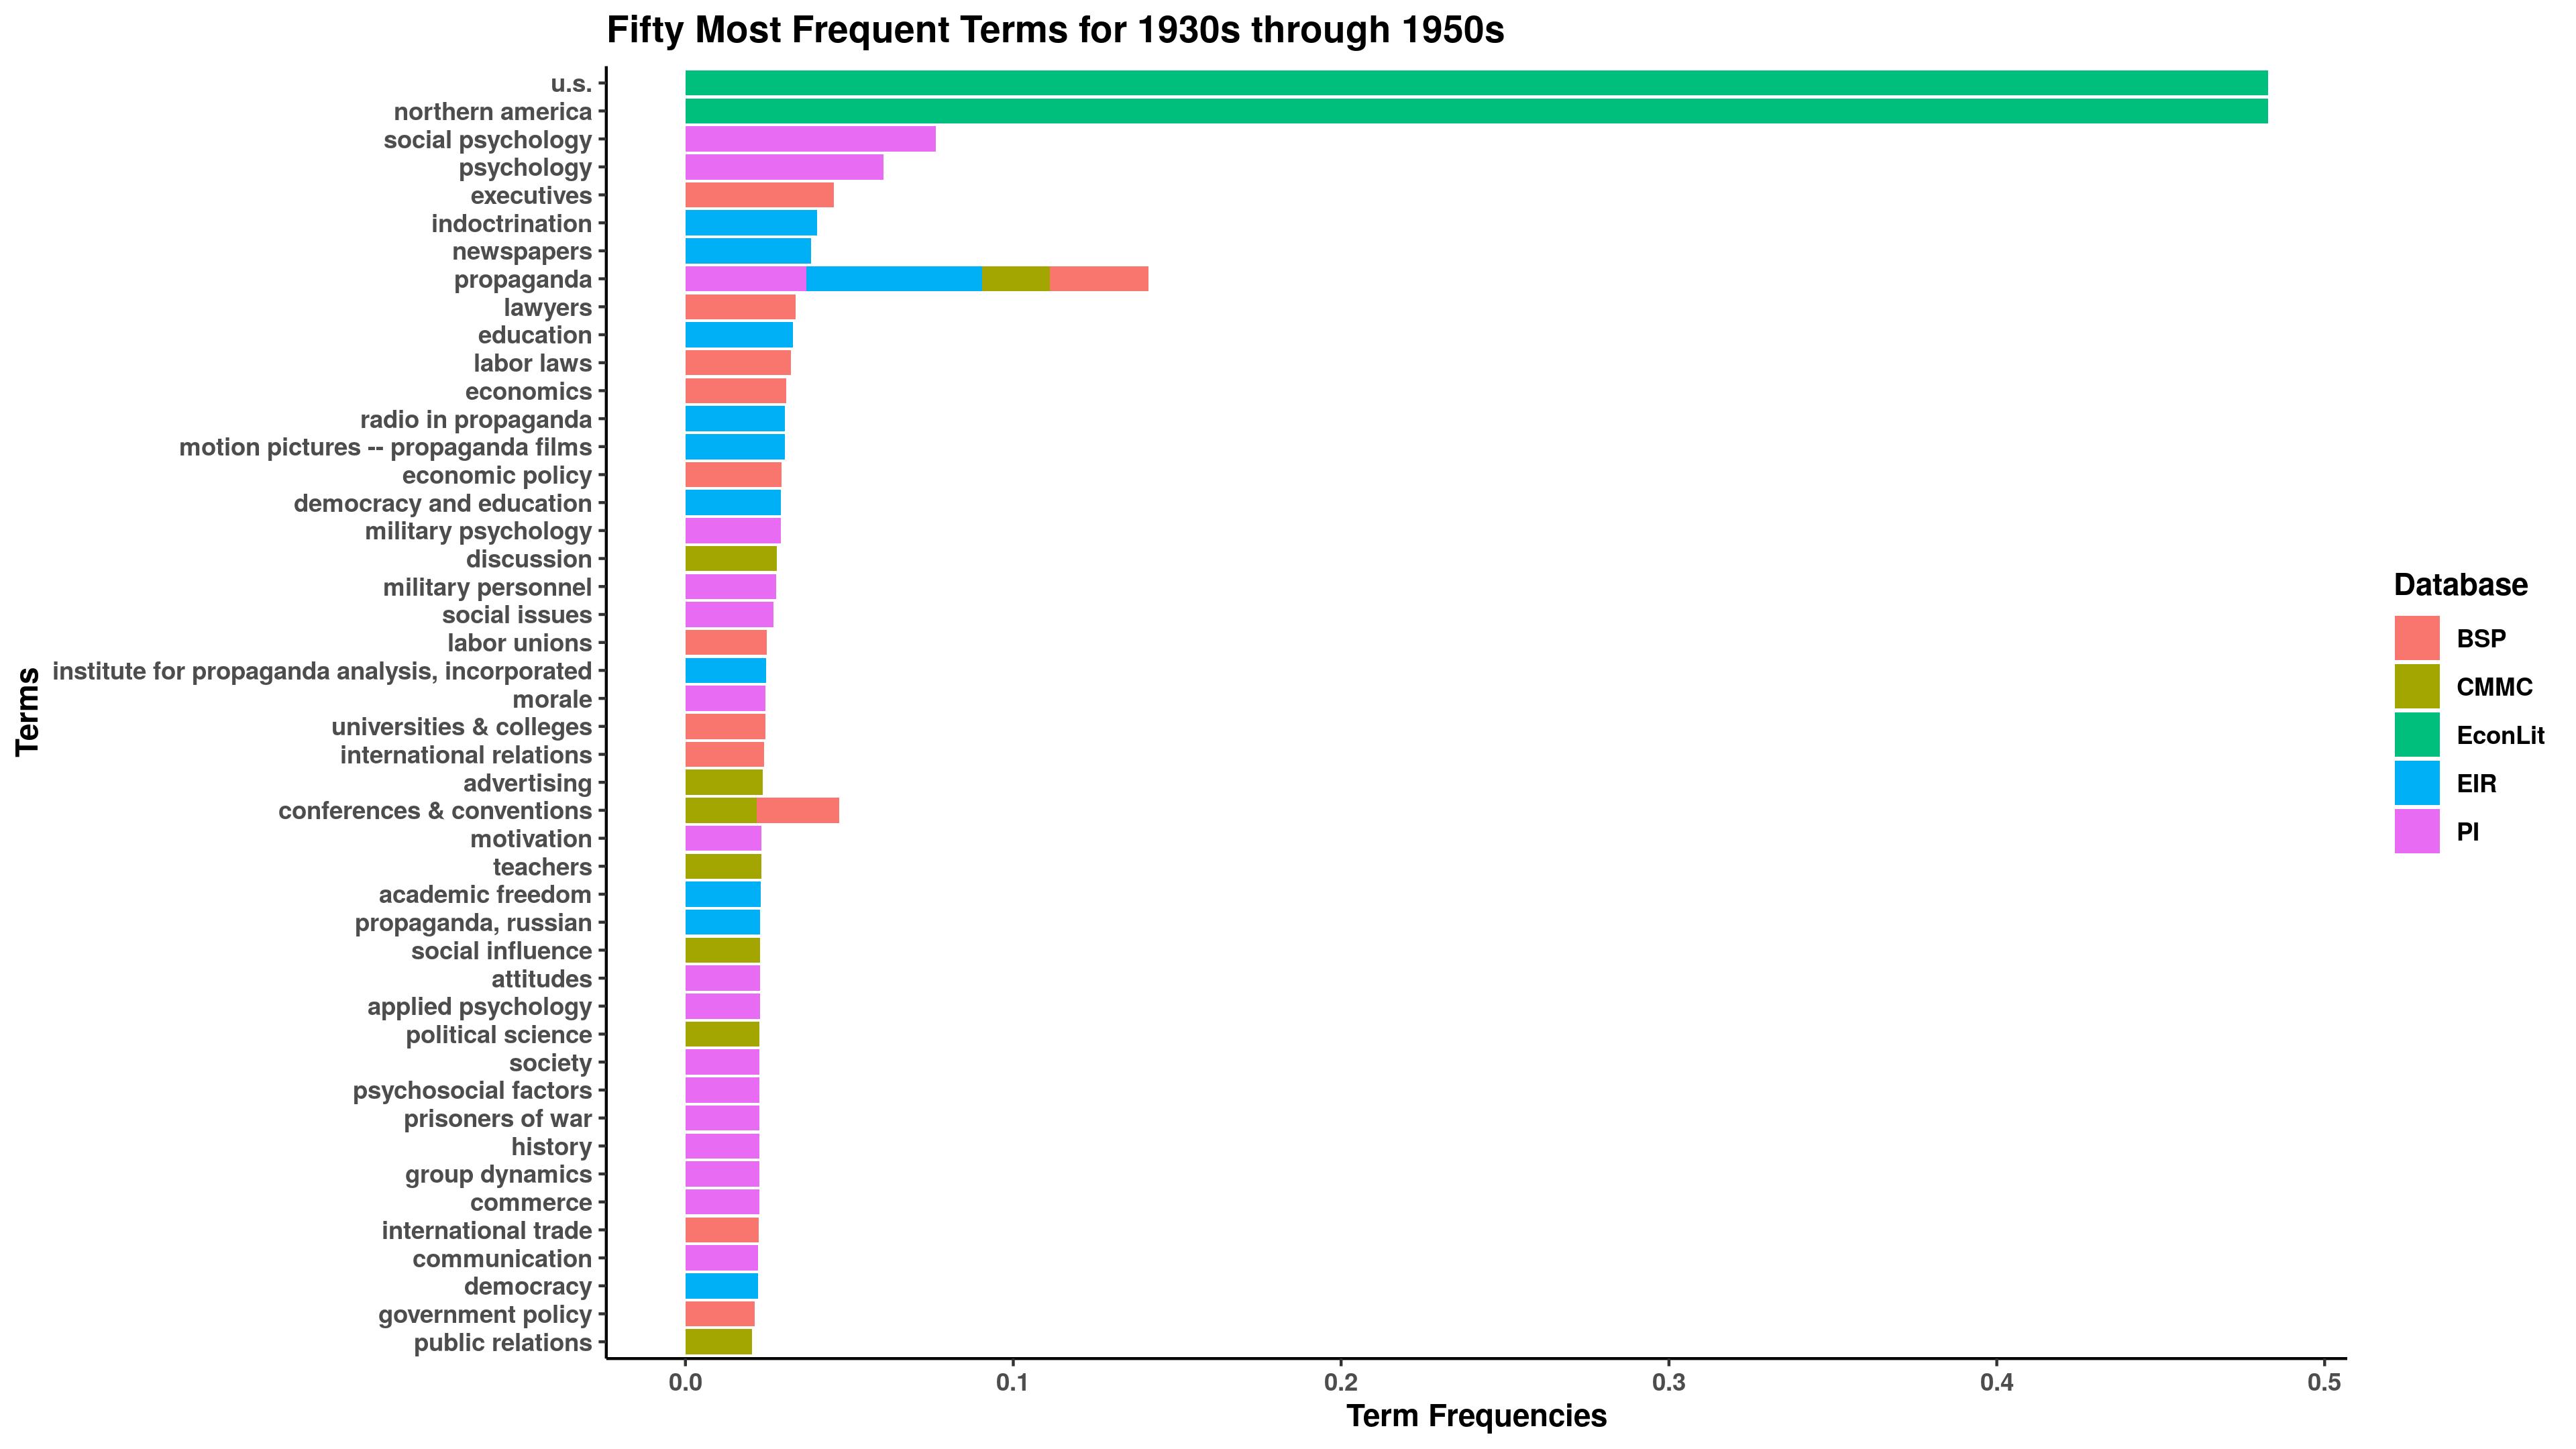 Fifty Most Frequent Terms for 1930s through 1950s
Terms
u.s.
northern america
social psychology
psychology
executives
indoctrination
newspapers
propaganda
lawyers
education
labor laws
economics
radio in propaganda
motion pictures -- propaganda films
economic policy
democracy and education
military psychology
discussion
military personnel
social issues
labor unions
institute for propaganda analysis, incorporated
morale
universities & colleges
international relations
advertising
conferences & conventions
motivation
teachers
academic freedom
propaganda, russian
social influence
attitudes
applied psychology
political science
society
psychosocial factors
prisoners of war
history
group dynamics
commerce
international trade
communication
democracy
government policy
public relations
0.0 0.1 0.2 0.3 0.4 0.5
Term Frequencies
Database
BSP
CMMC
EconLit
EIR
PI